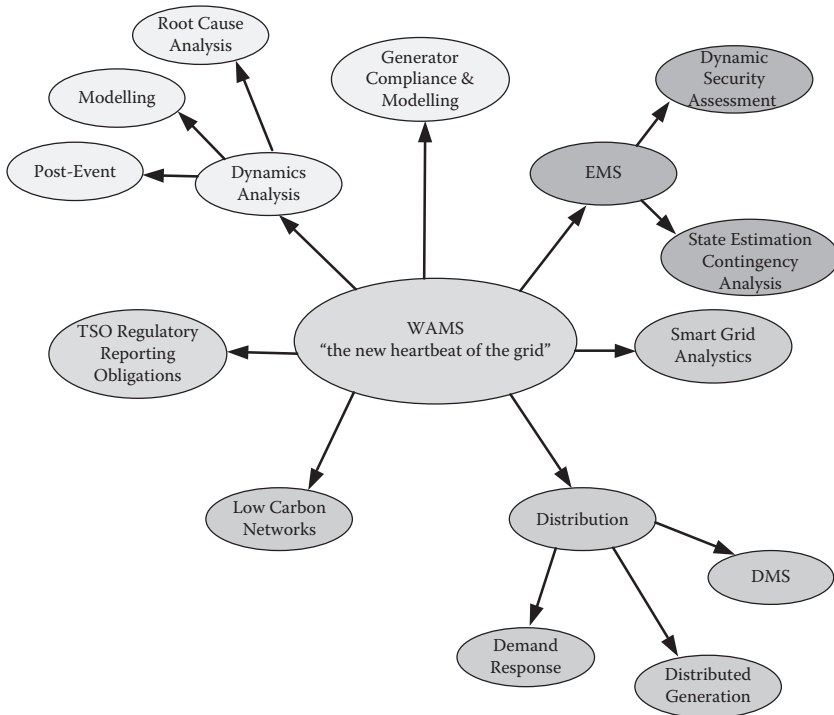 Root Cause
Analysis
Generator
Compliance &
Modelling
Dynamic
Security
Assessment
Modelling
Post-Event
Dynamics
Analysis
EMS
State Estimation
Contingency
Analysis
WAMS
“the new heartbeat of the grid”
TSO Regulatory
Reporting
Obligations
Smart Grid
Analystics
Low Carbon
Networks
Distribution
DMS
Demand
Response
Distributed
Generation